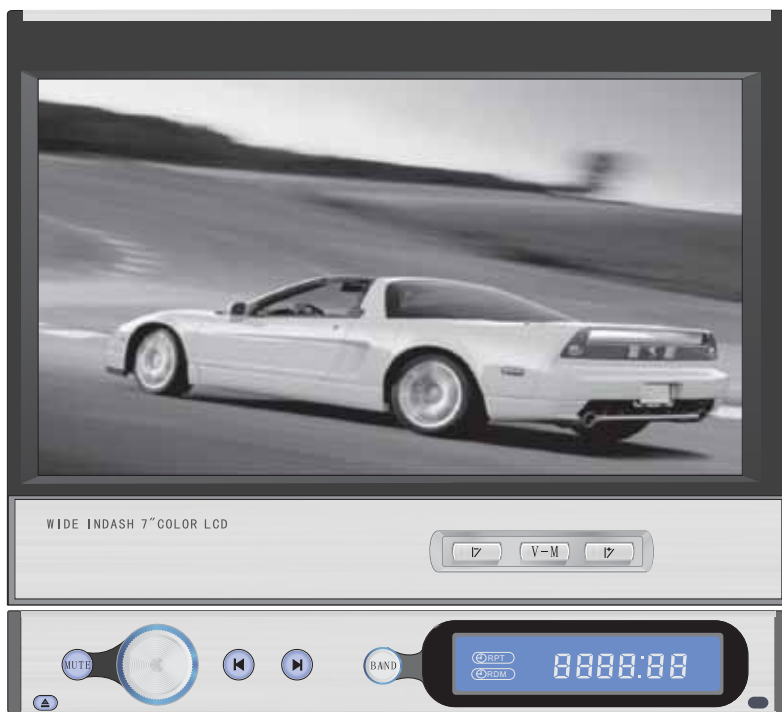 WIDE INDASH 7″COLOR LCD
V-M
MUTE
BAND
RPT
RDM
8888:88